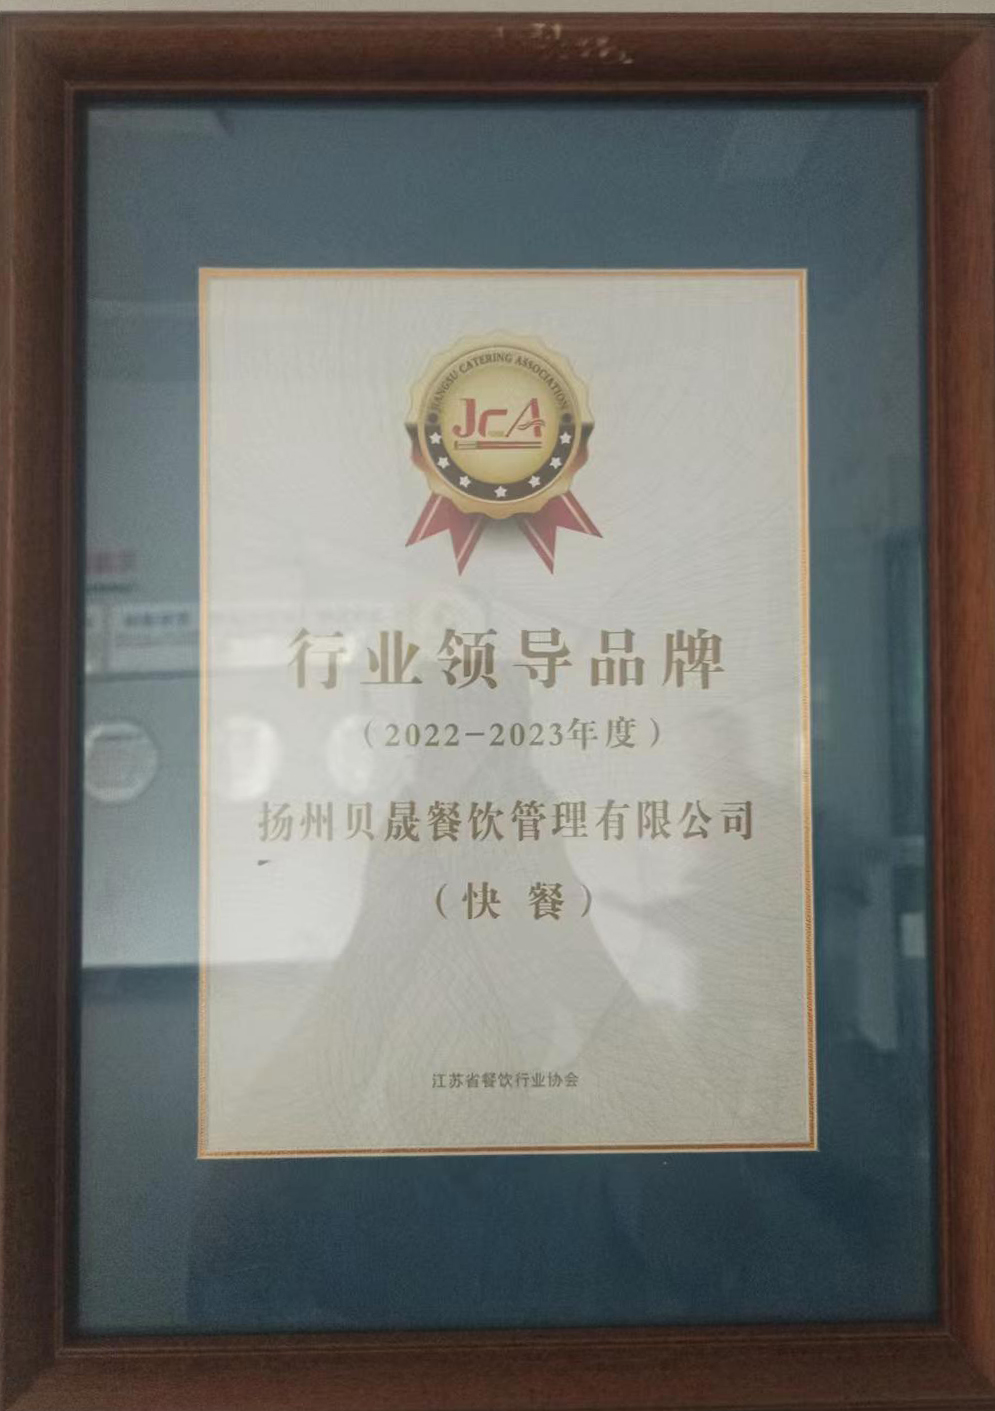 JIANGSU CATERING ASSOCIATION
JCA
行业领导品牌
（2022-2023年度）
扬州贝晟餐饮管理有限公司
（快 餐）
江苏省餐饮行业协会